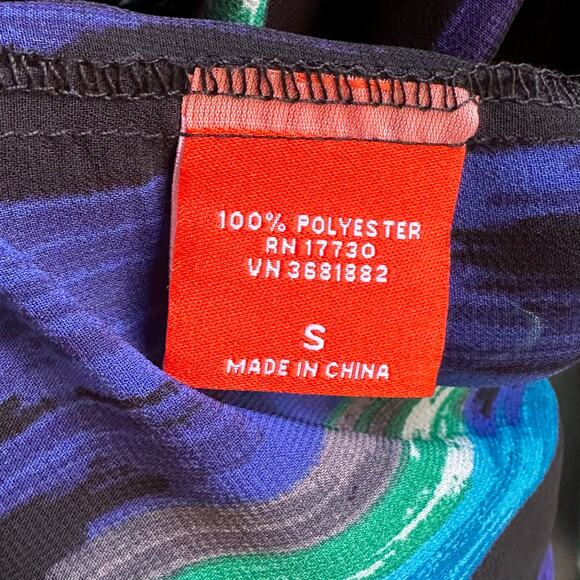 100% POLYESTER
RN 17730
VN 3681882
S
MADE IN CHINA